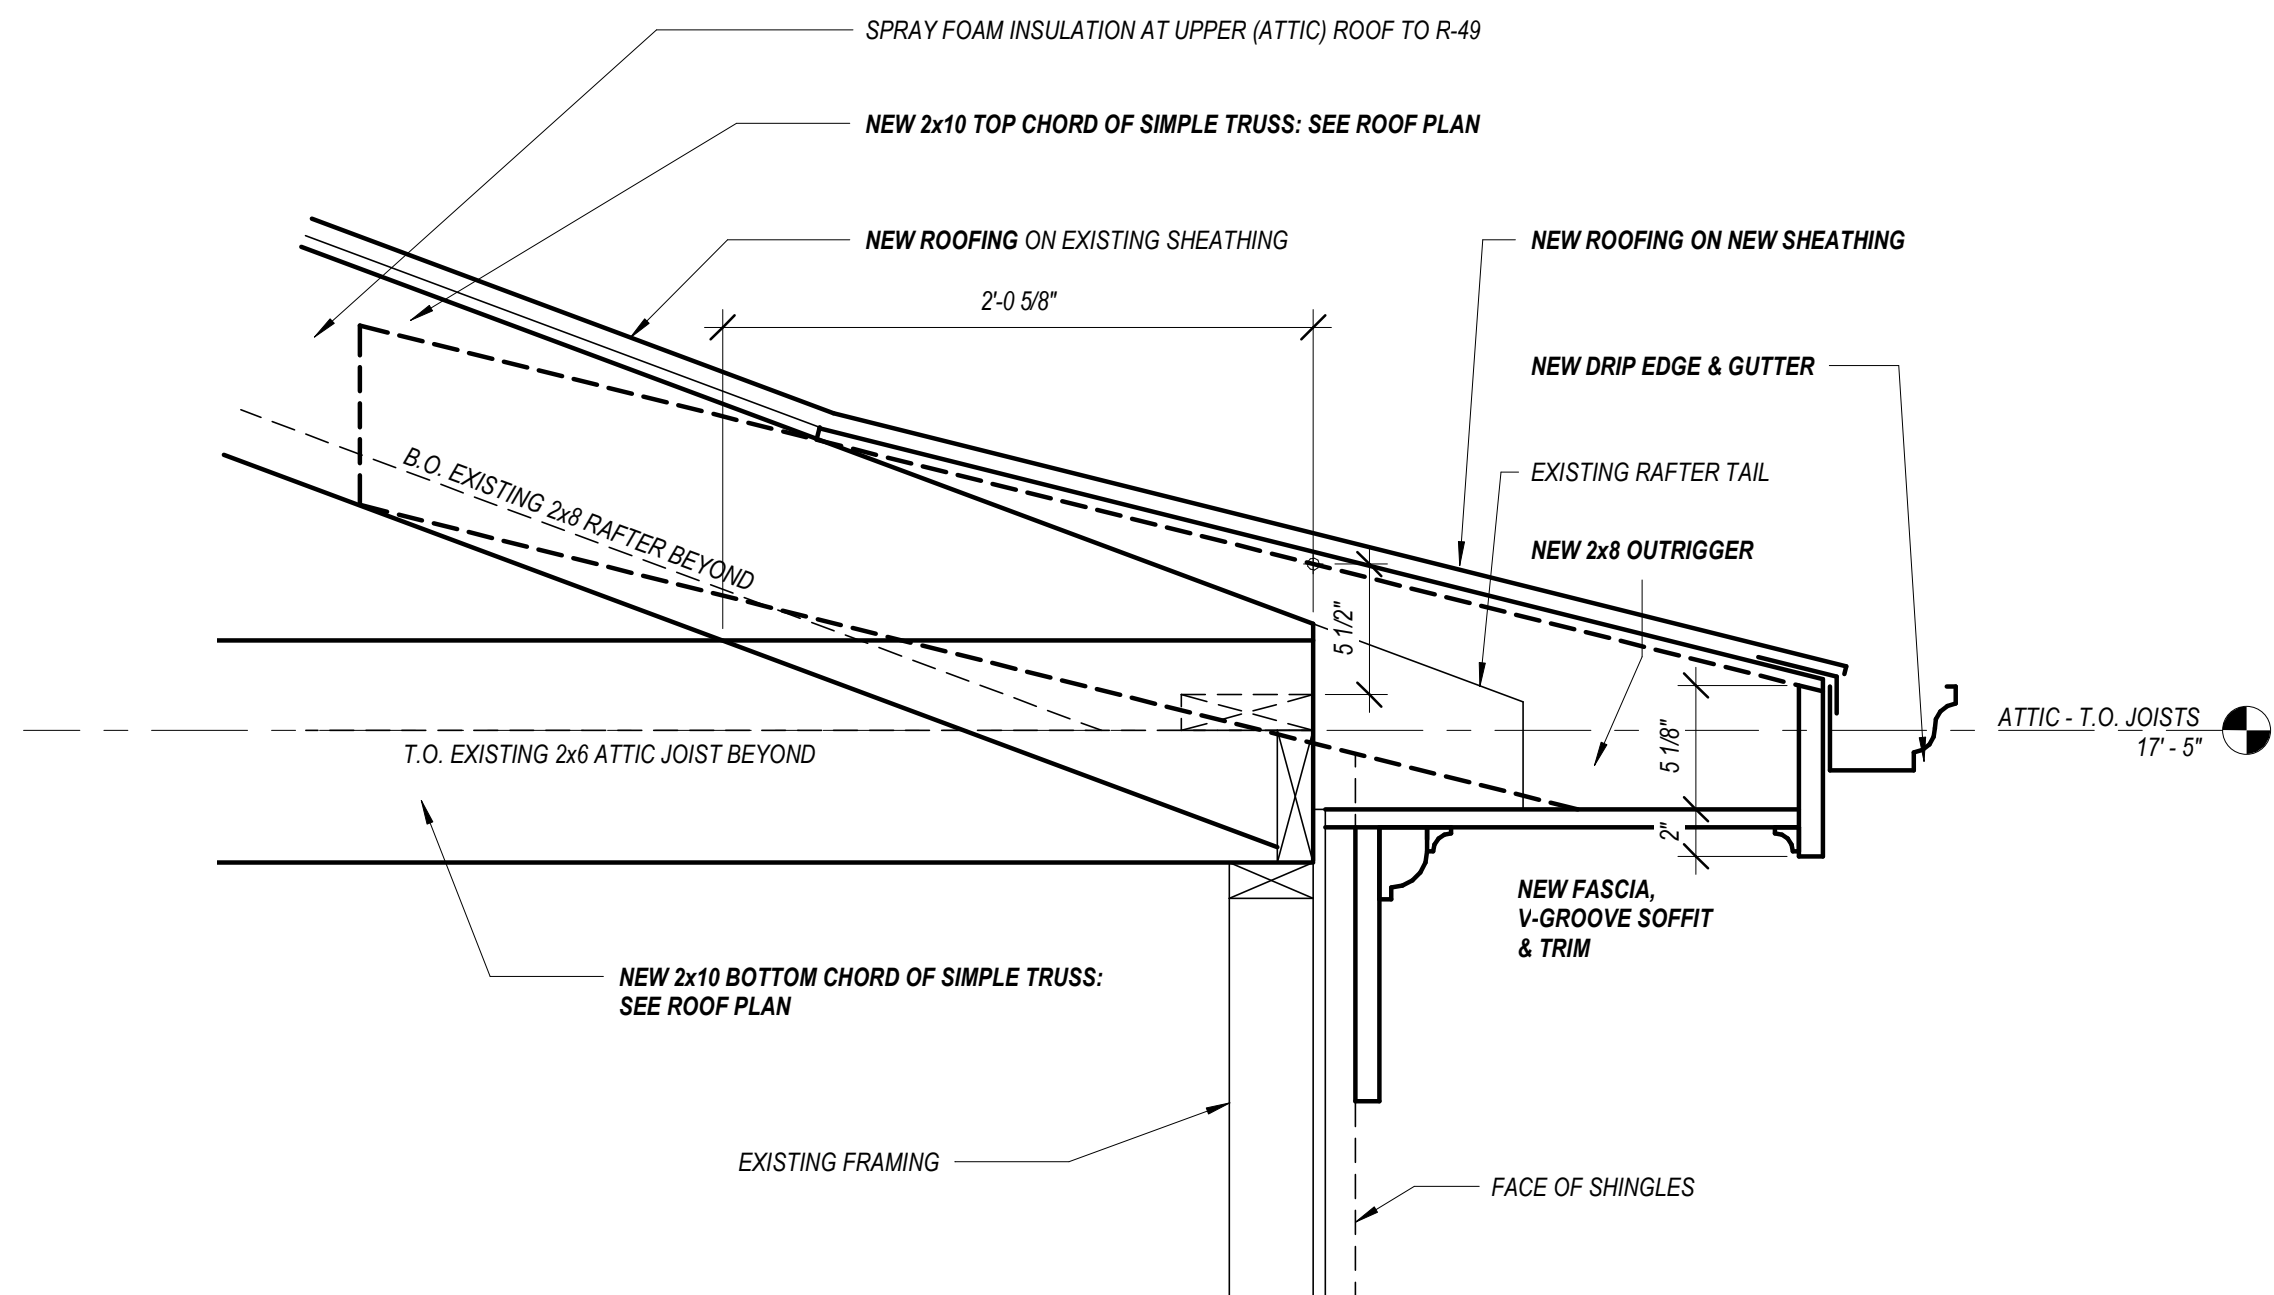 SPRAY FOAM INSULATION AT UPPER (ATTIC) ROOF TO R-49
NEW 2x10 TOP CHORD OF SIMPLE TRUSS: SEE ROOF PLAN
NEW ROOFING ON EXISTING SHEATHING
NEW ROOFING ON NEW SHEATHING
2'-0 5/8"
NEW DRIP EDGE & GUTTER
B.O. EXISTING 2x8 RAFTER BEYOND
EXISTING RAFTER TAIL
NEW 2x8 OUTRIGGER
5 1/2"
5 1/8"
2"
ATTIC - T.O. JOISTS
17' - 5"
T.O. EXISTING 2x6 ATTIC JOIST BEYOND
NEW FASCIA,
V-GROOVE SOFFIT
& TRIM
NEW 2x10 BOTTOM CHORD OF SIMPLE TRUSS:
SEE ROOF PLAN
EXISTING FRAMING
FACE OF SHINGLES